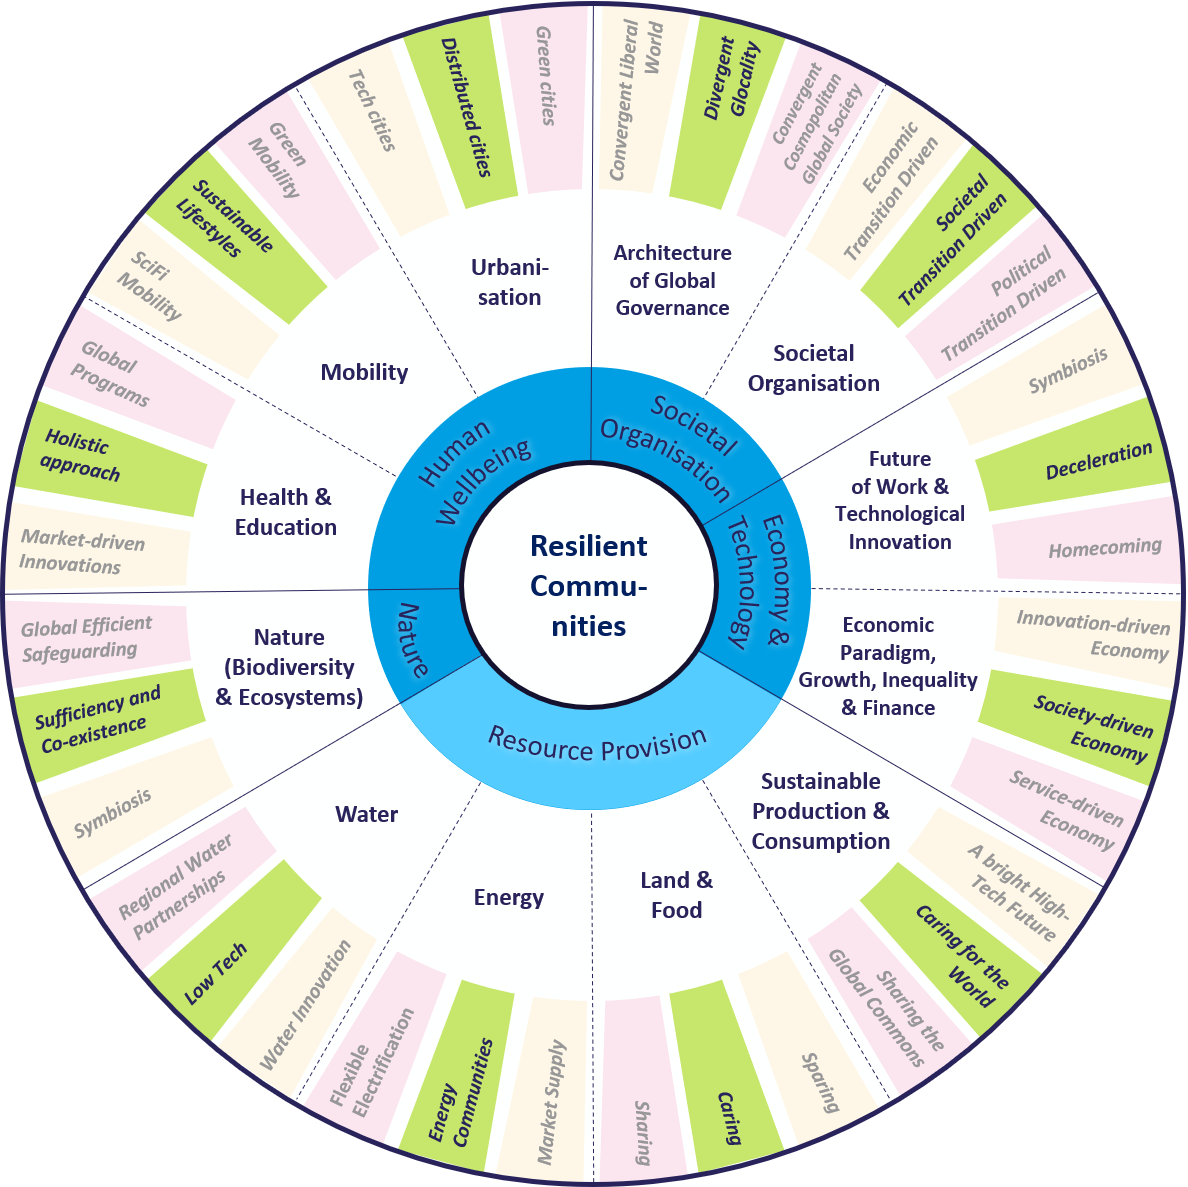 Resilient
Commu-
nities
Societal
Organisation
Economy &
Technology
Resource Provision
Nature
Human
Wellbeing
Architecture
of Global
Governance
Convergent Liberal
World
Divergent
Glocality
Convergent
Cosmopolitan
Global Society
Societal
Organisation
Economic
Transition Driven
Societal
Transition Driven
Political
Transition Driven
Future
of Work &
Technological
Innovation
Symbiosis
Deceleration
Homecoming
Economic
Paradigm,
Growth, Inequality
& Finance
Innovation-driven
Economy
Society-driven
Economy
Service-driven
Economy
Sustainable
Production &
Consumption
A bright High-
Tech Future
Caring for the
World
Sharing the
Global Commons
Land &
Food
Sparing
Caring
Sharing
Energy
Market Supply
Energy
Communities
Flexible
Electrification
Water
Water Innovation
Low Tech
Regional Water
Partnerships
Nature
(Biodiversity
& Ecosystems)
Symbiosis
Sufficiency and
Co-existence
Global Efficient
Safeguarding
Health &
Education
Market-driven
Innovations
Holistic
approach
Global
Programs
Mobility
SciFi
Mobility
Sustainable
Lifestyles
Green
Mobility
Urbani-
sation
Tech cities
Distributed cities
Green cities